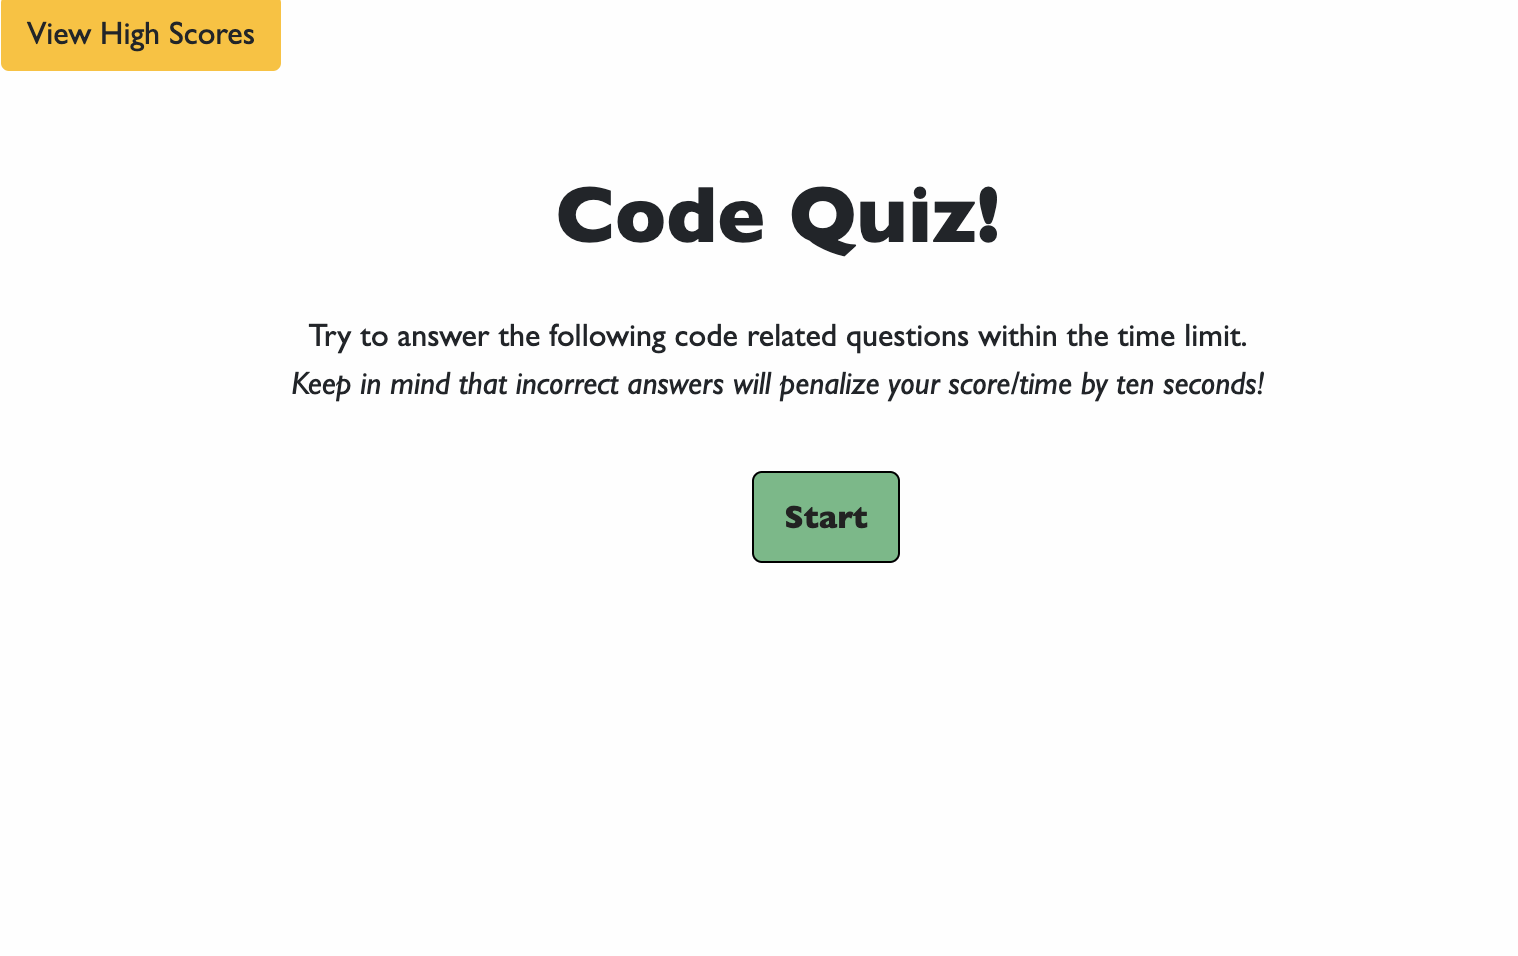 View High Scores
Code Quiz!
Try to answer the following code related questions within the time limit.
Keep in mind that incorrect answers will penalize your score/time by ten seconds!
Start